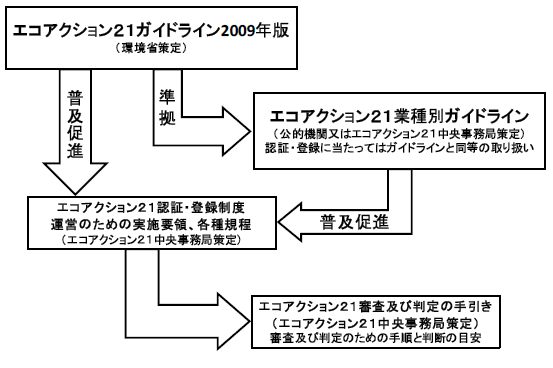 エコアクション２１ガイドライン2009年版
（環境省策定）
普及促進
準拠
エコアクション２１業種別ガイドライン
（公的機関又はエコアクション２１中央事務局策定）
認証・登録に当たってはガイドラインと同等の取り扱い
エコアクション２１認証・登録制度
運営のための実施要領、各種規程
（エコアクション２１中央事務局策定）
普及促進
エコアクション２１審査及び判定の手引き
（エコアクション２１中央事務局策定）
審査及び判定のための手順と判断の目安